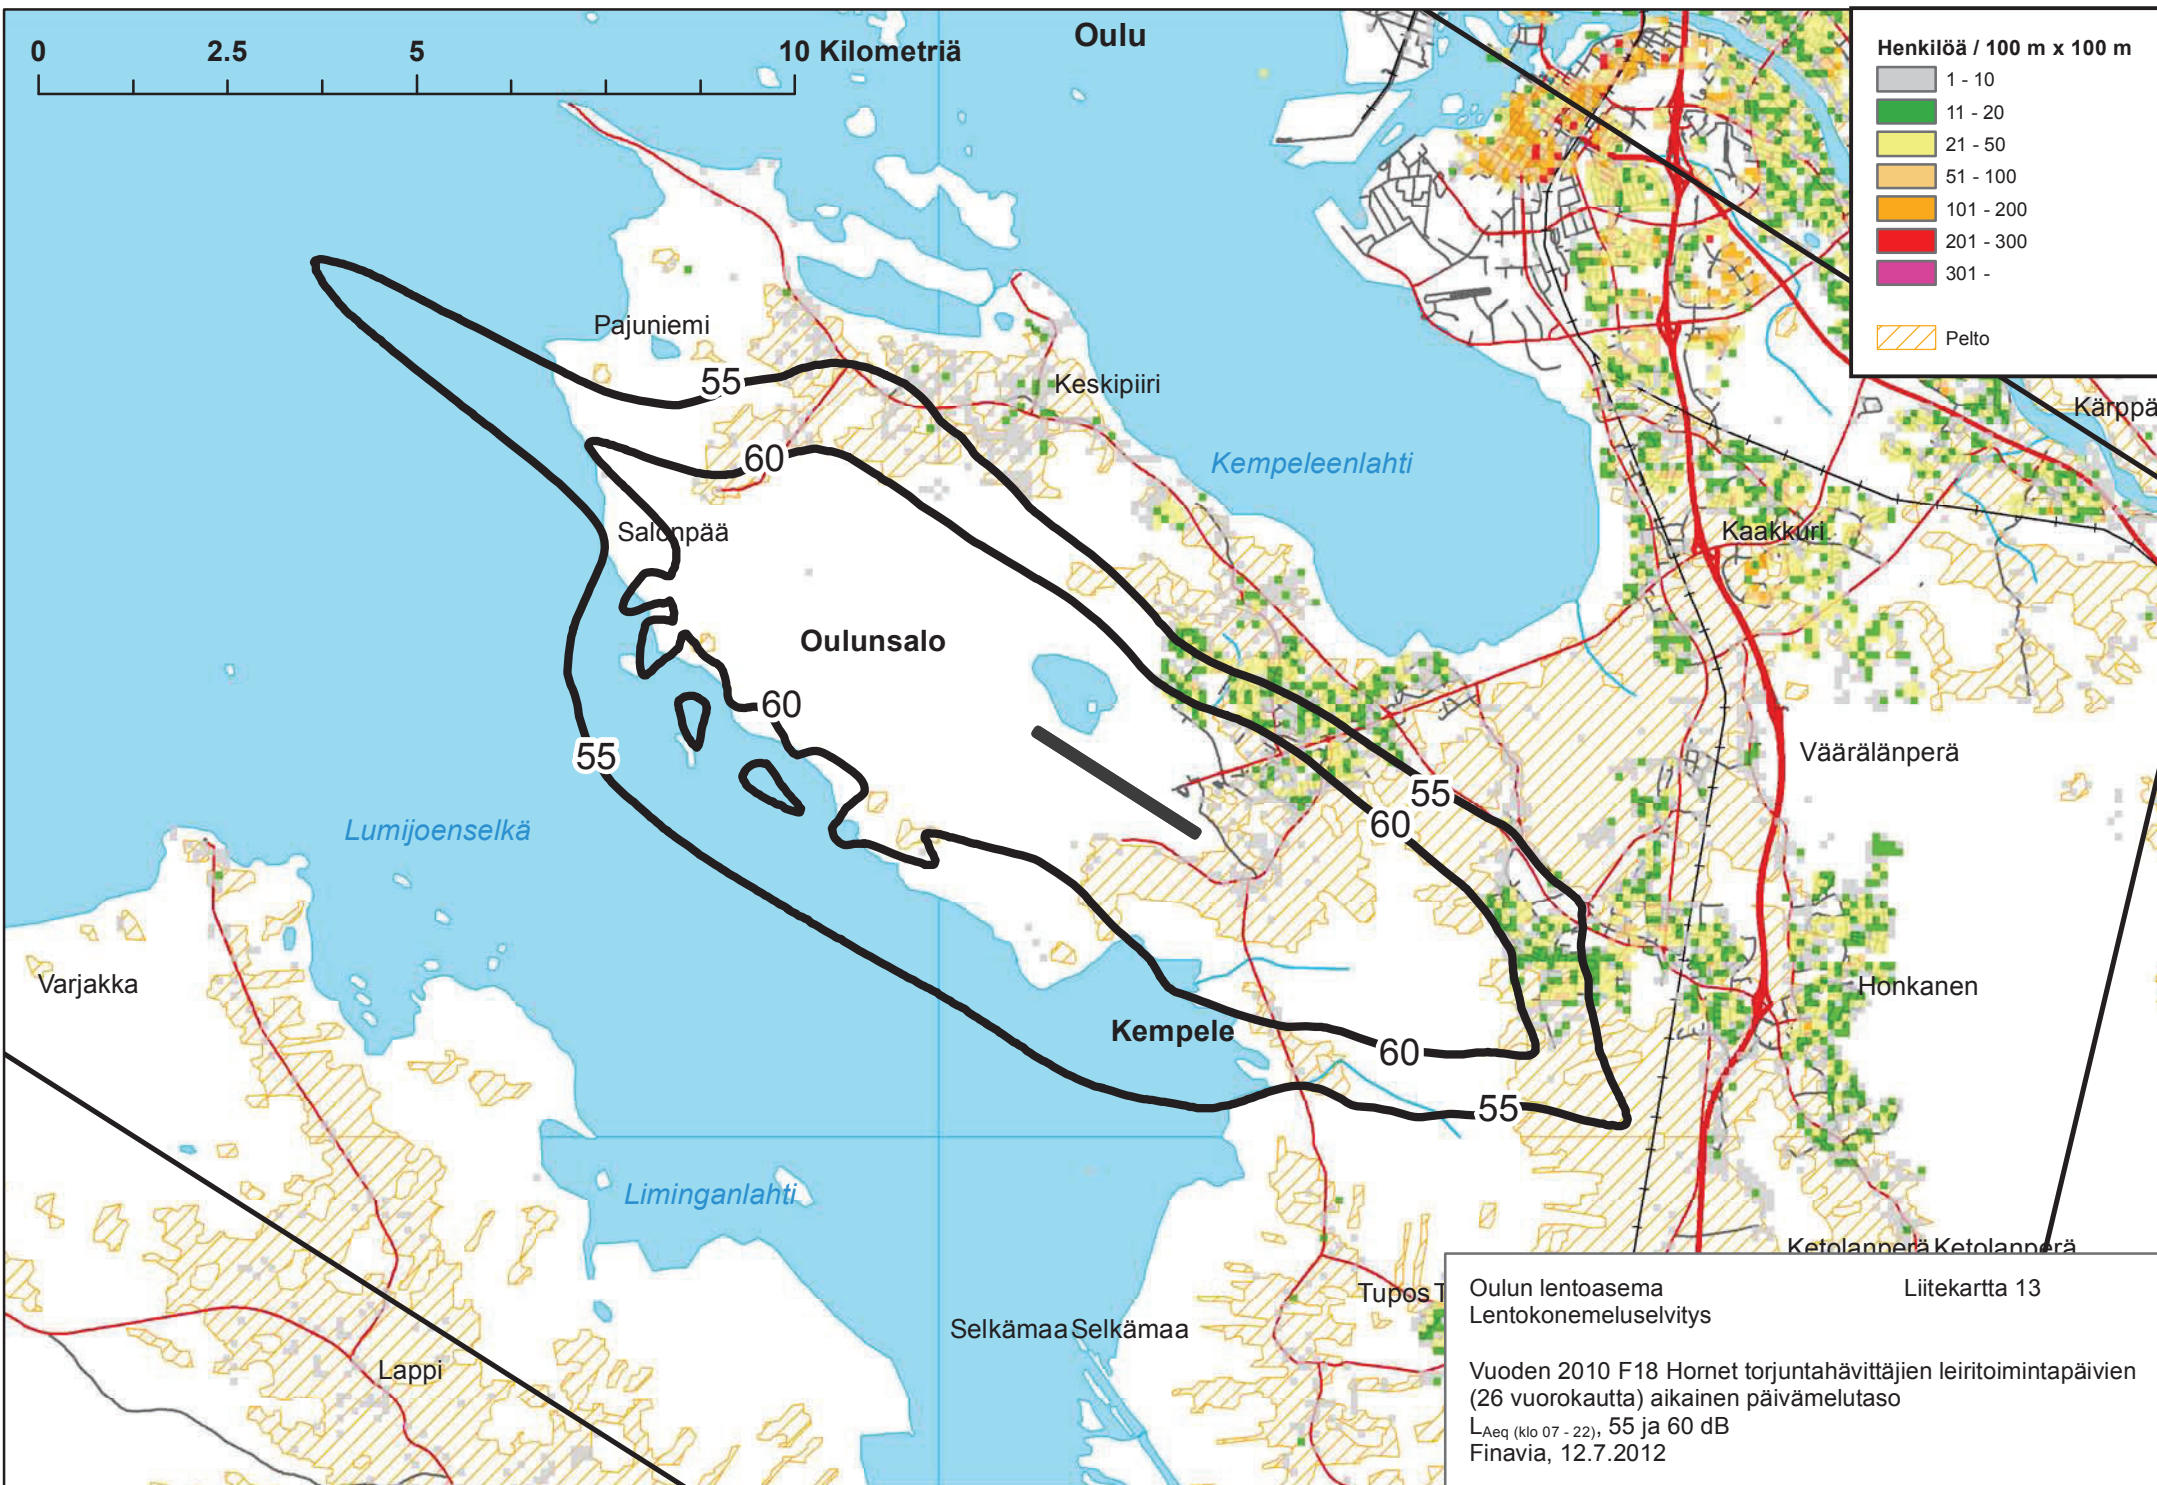 0 2.5 5 10 Kilometriä
Oulu
Henkilöä / 100 m x 100 m
1 - 10
11 - 20
21 - 50
51 - 100
101 - 200
201 - 300
301 -
Pelto
Pajuniemi
55
Keskipiiri
Kärppä
60
Kempeleenlahti
Salonpää
Kaakkuri
Oulunsalo
60
55
Väärälänperä
55
60
Lumijoenselkä
Varjakka
Honkanen
Kempele
60
55
Liminganlahti
Ketolanperä Ketolanperä
Tupos T
Selkämaa Selkämaa
Lappi
Oulun lentoasema Liitekartta 13
Lentokonemeluselvitys
Vuoden 2010 F18 Hornet torjuntahävittäjien leiritoimintapäivien
(26 vuorokautta) aikainen päivämelutaso
LAeq (klo 07 - 22), 55 ja 60 dB
Finavia, 12.7.2012